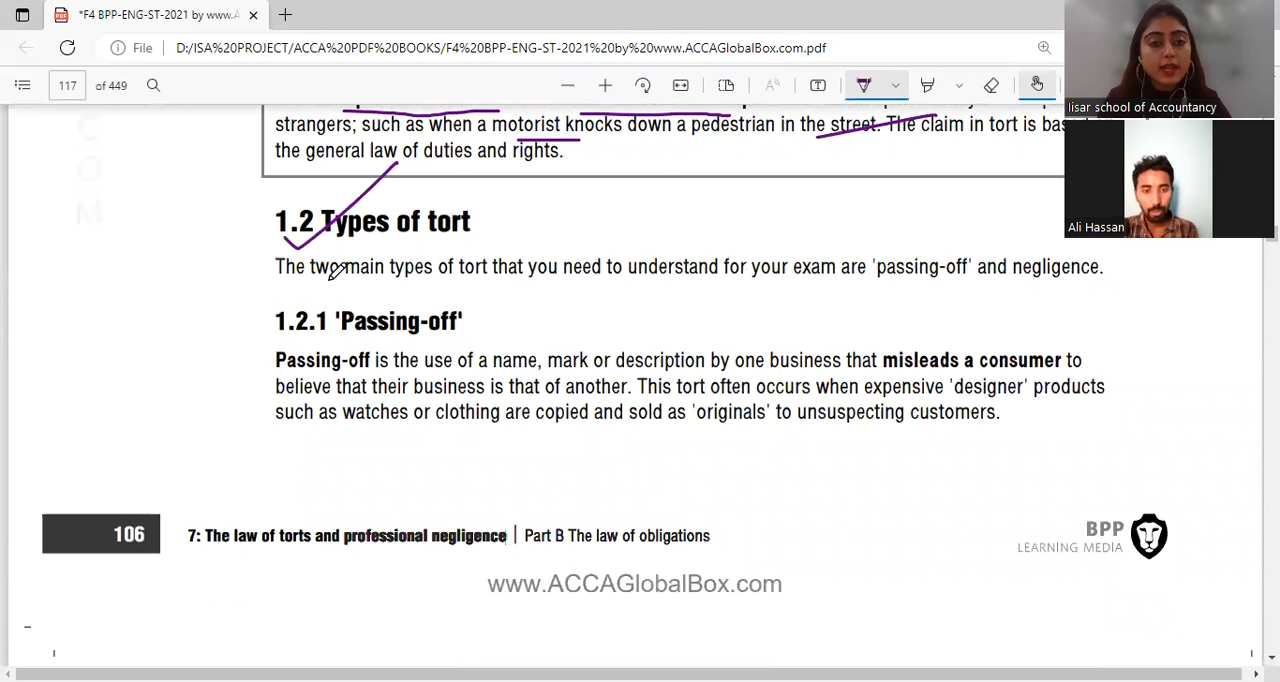 *F4 BPP-ENG-ST-2021 by www.A
File
D:/ISA%20PROJECT/ACCA%20PDF%20BOOKS/F4%20BPP-ENG-ST-2021%20by%20www.ACCAGlobalBox.com.pdf
117 of 449
Iisar school of Accountancy
Ali Hassan
strangers; such as when a motorist knocks down a pedestrian in the street. The claim in tort is
the general law of duties and rights.
1.2 Types of tort
The two main types of tort that you need to understand for your exam are 'passing-off' and negligence.
1.2.1 'Passing-off'
Passing-off is the use of a name, mark or description by one business that misleads a consumer to
believe that their business is that of another. This tort often occurs when expensive 'designer' products
such as watches or clothing are copied and sold as 'originals' to unsuspecting customers.
106
7: The law of torts and professional negligence | Part B The law of obligations
BPP
LEARNING MEDIA
www.ACCAGlobalBox.com